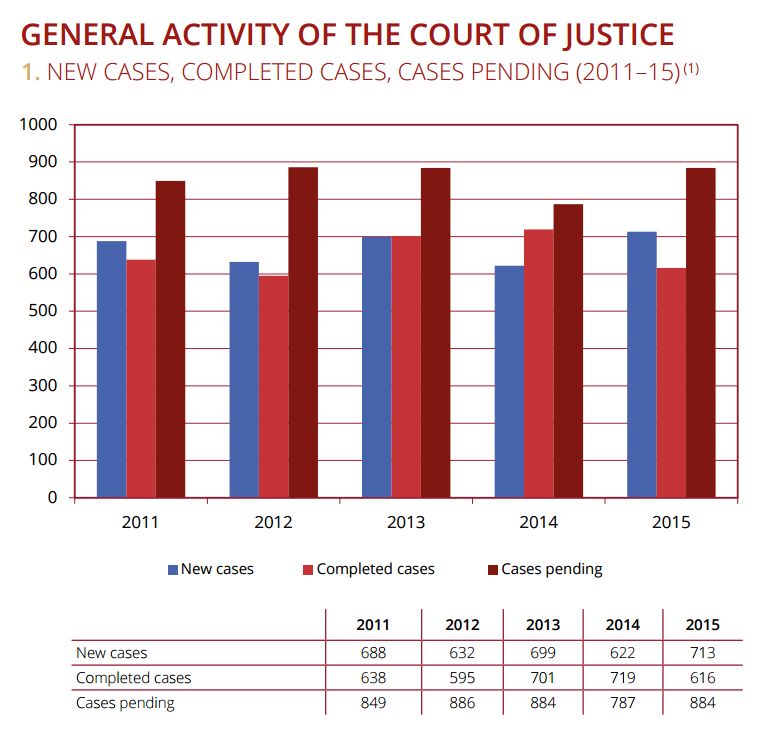 GENERAL ACTIVITY OF THE COURT OF JUSTICE
1. NEW CASES, COMPLETED CASES, CASES PENDING (2011–15)(1)
1000
900
800
700
600
500
400
300
200
100
0
2011 2012 2013 2014 2015
New cases Completed cases Cases pending
2011 2012 2013 2014 2015
New cases 688 632 699 622 713
Completed cases 638 595 701 719 616
Cases pending 849 886 884 787 884